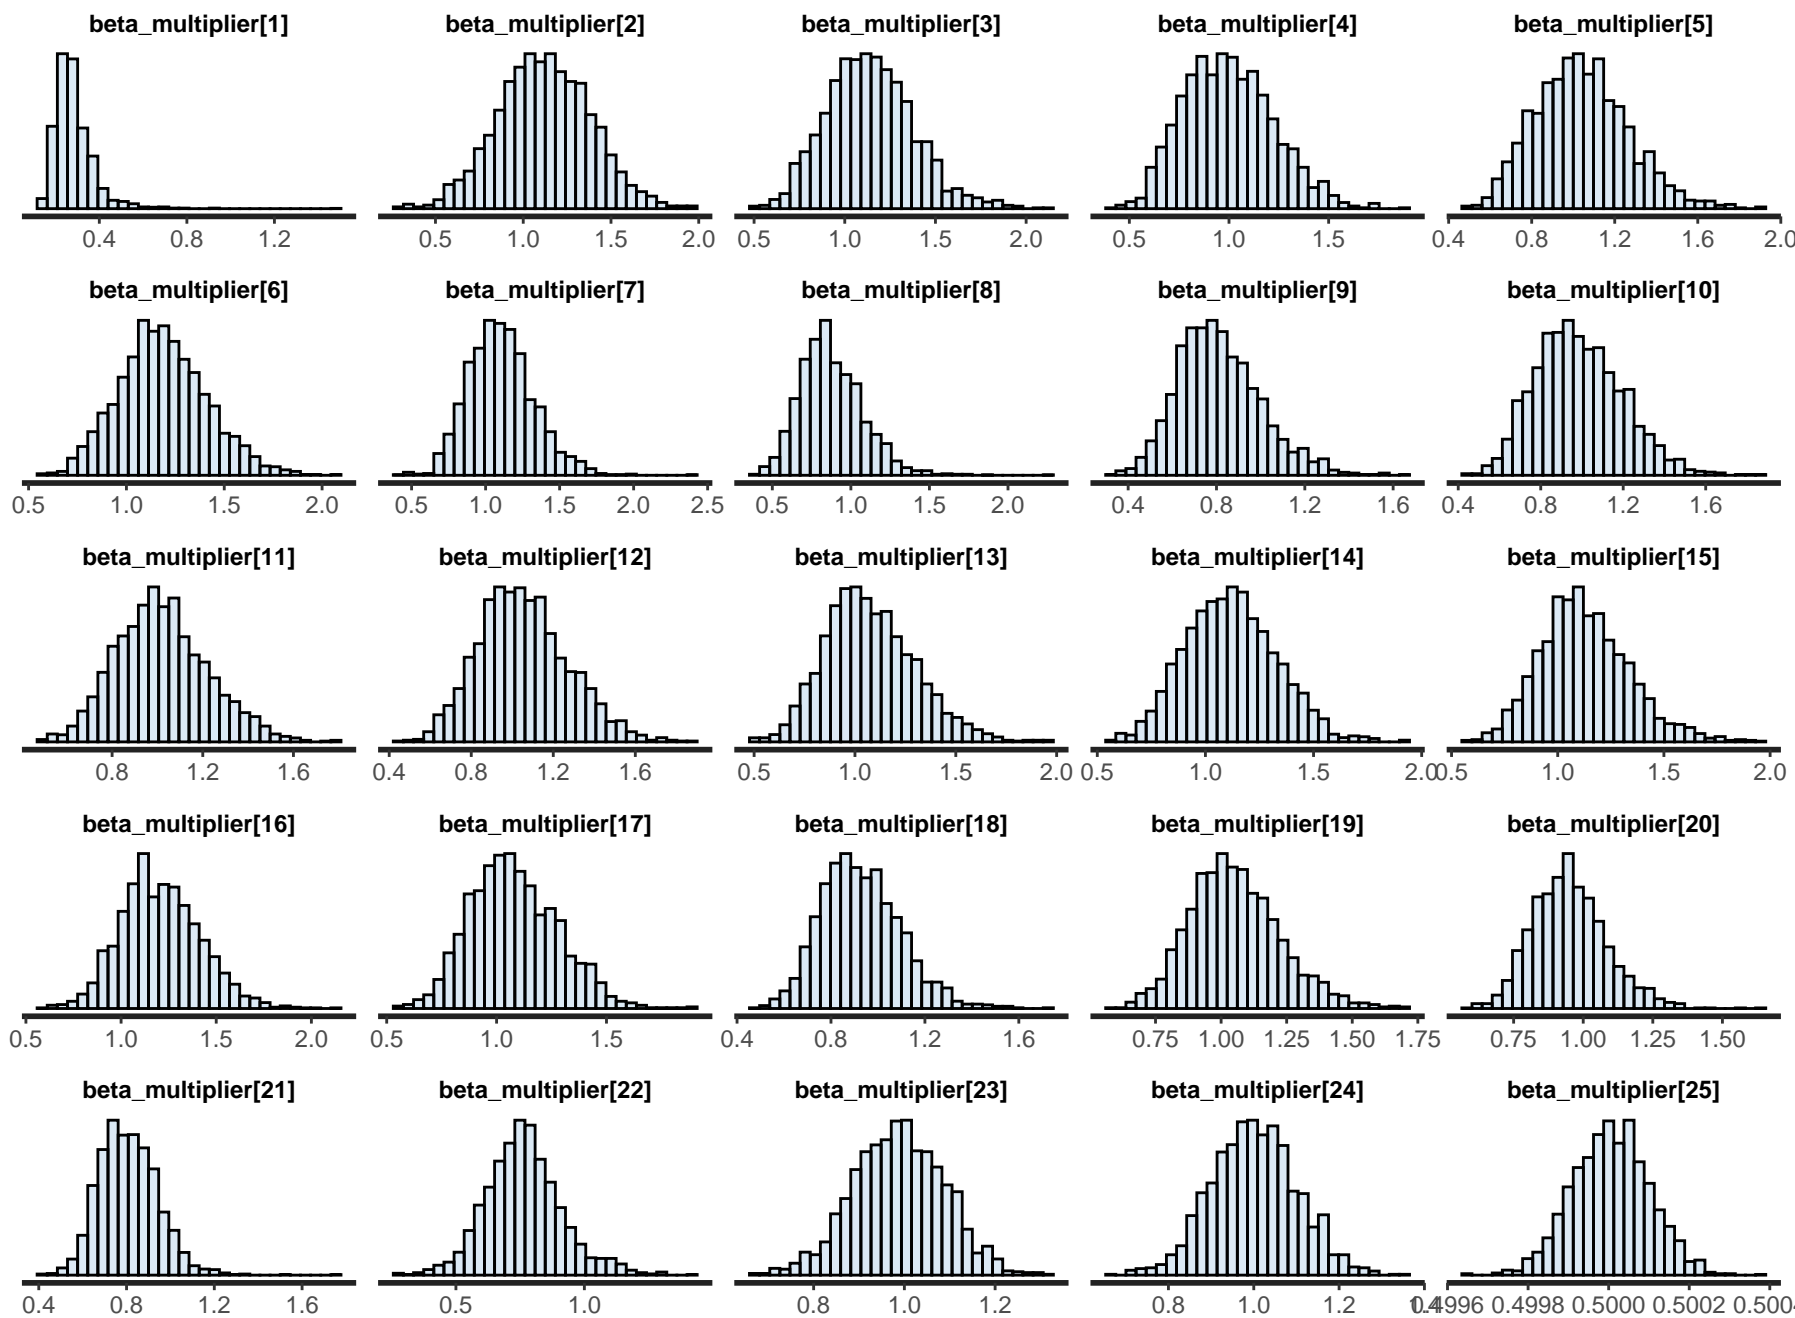 beta_multiplier[1] beta_multiplier[2] beta_multiplier[3] beta_multiplier[4] beta_multiplier[5]
0.4 0.8 1.2 0.5 1.0 1.5 2.0 0.5 1.0 1.5 2.0 0.5 1.0 1.5 0.4 0.8 1.2 1.6 2.0
beta_multiplier[6] beta_multiplier[7] beta_multiplier[8] beta_multiplier[9] beta_multiplier[10]
0.5 1.0 1.5 2.0 0.5 1.0 1.5 2.0 2.5 0.5 1.0 1.5 2.0 0.4 0.8 1.2 1.6 0.4 0.8 1.2 1.6
beta_multiplier[11] beta_multiplier[12] beta_multiplier[13] beta_multiplier[14] beta_multiplier[15]
0.8 1.2 1.6 0.4 0.8 1.2 1.6 0.5 1.0 1.5 2.0 0.5 1.0 1.5 2.0 0.5 1.0 1.5 2.0
beta_multiplier[16] beta_multiplier[17] beta_multiplier[18] beta_multiplier[19] beta_multiplier[20]
0.5 1.0 1.5 2.0 0.5 1.0 1.5 0.4 0.8 1.2 1.6 0.75 1.00 1.25 1.50 1.75 0.75 1.00 1.25 1.50
beta_multiplier[21] beta_multiplier[22] beta_multiplier[23] beta_multiplier[24] beta_multiplier[25]
0.4 0.8 1.2 1.6 0.5 1.0 0.8 1.0 1.2 0.8 1.0 1.2 1.4 0.4996 0.4998 0.5000 0.5002 0.5004